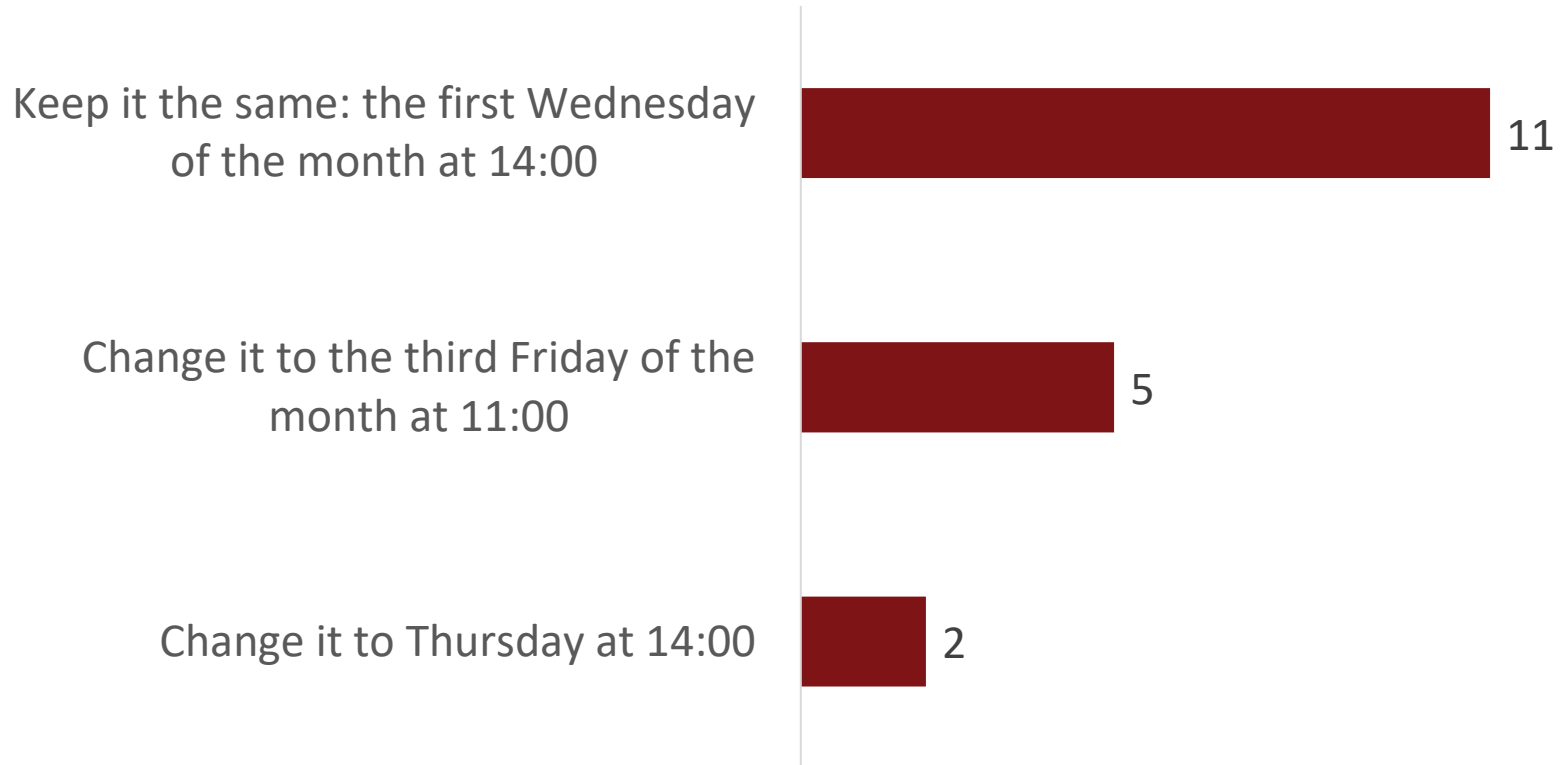 Keep it the same: the first Wednesday
of the month at 14:00
11
Change it to the third Friday of the
month at 11:00
5
Change it to Thursday at 14:00
2